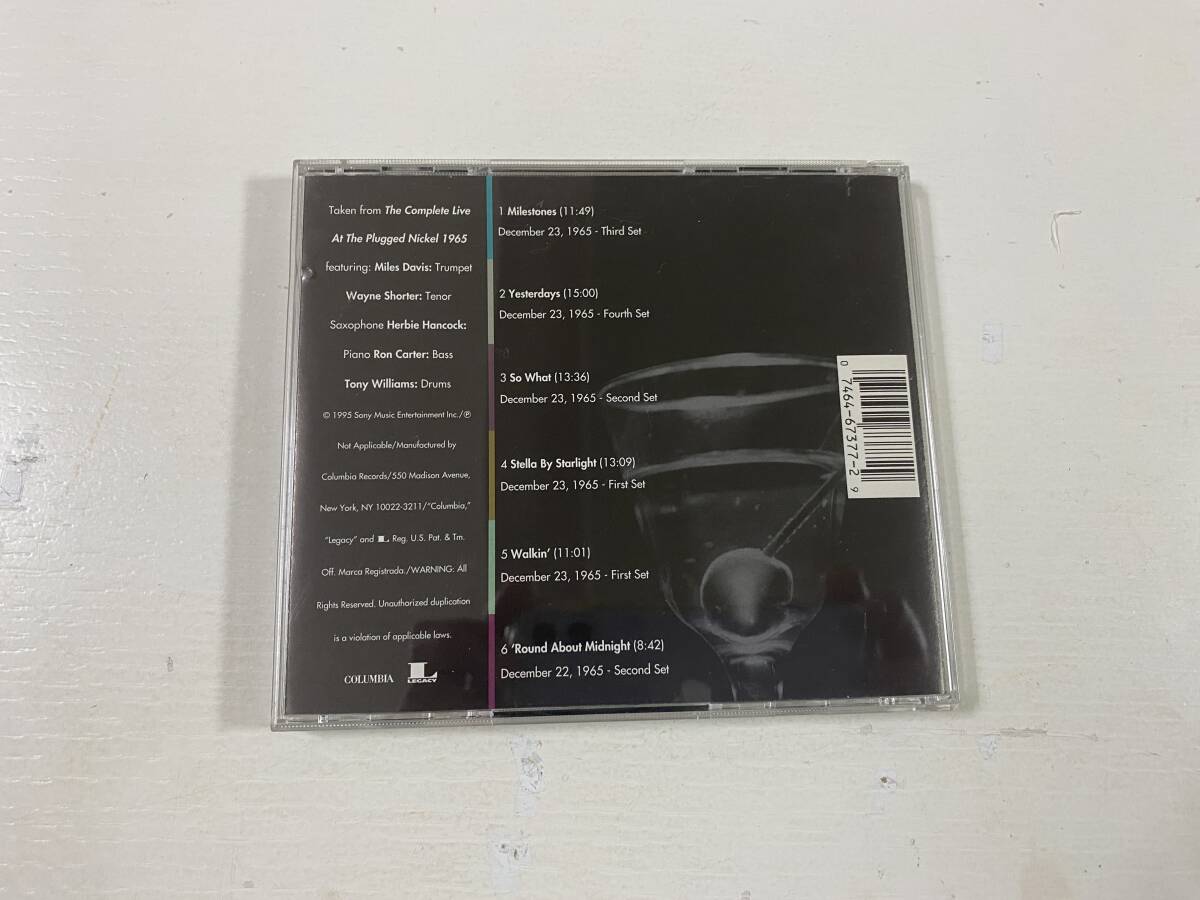 Taken from The Complete Live
At The Plugged Nickel 1965
featuring: Miles Davis: Trumpet
Wayne Shorter: Tenor
Saxophone Herbie Hancock:
Piano Ron Carter: Bass
Tony Williams: Drums
© 1995 Sony Music Entertainment Inc./℗
Not Applicable/Manufactured by
Columbia Records/550 Madison Avenue,
New York, NY 10022-3211/"Columbia,"
"Legacy" and L Reg. U.S. Pat. & Tm.
Off. Marca Registrada./WARNING: All
Rights Reserved. Unauthorized duplication
is a violation of applicable laws.
COLUMBIA
L
LEGACY
1 Milestones (11:49)
December 23, 1965 - Third Set
2 Yesterdays (15:00)
December 23, 1965 - Fourth Set
3 So What (13:36)
December 23, 1965 - Second Set
4 Stella By Starlight (13:09)
December 23, 1965 - First Set
5 Walkin' (11:01)
December 23, 1965 - First Set
6 'Round About Midnight (8:42)
December 22, 1965 - Second Set
0 7464-67377-2 9